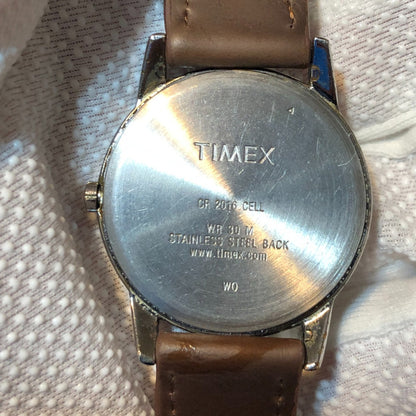 TIMEX
CR 2016 CELL
WR 30 M
STAINLESS STEEL BACK
www.timex.com
WO